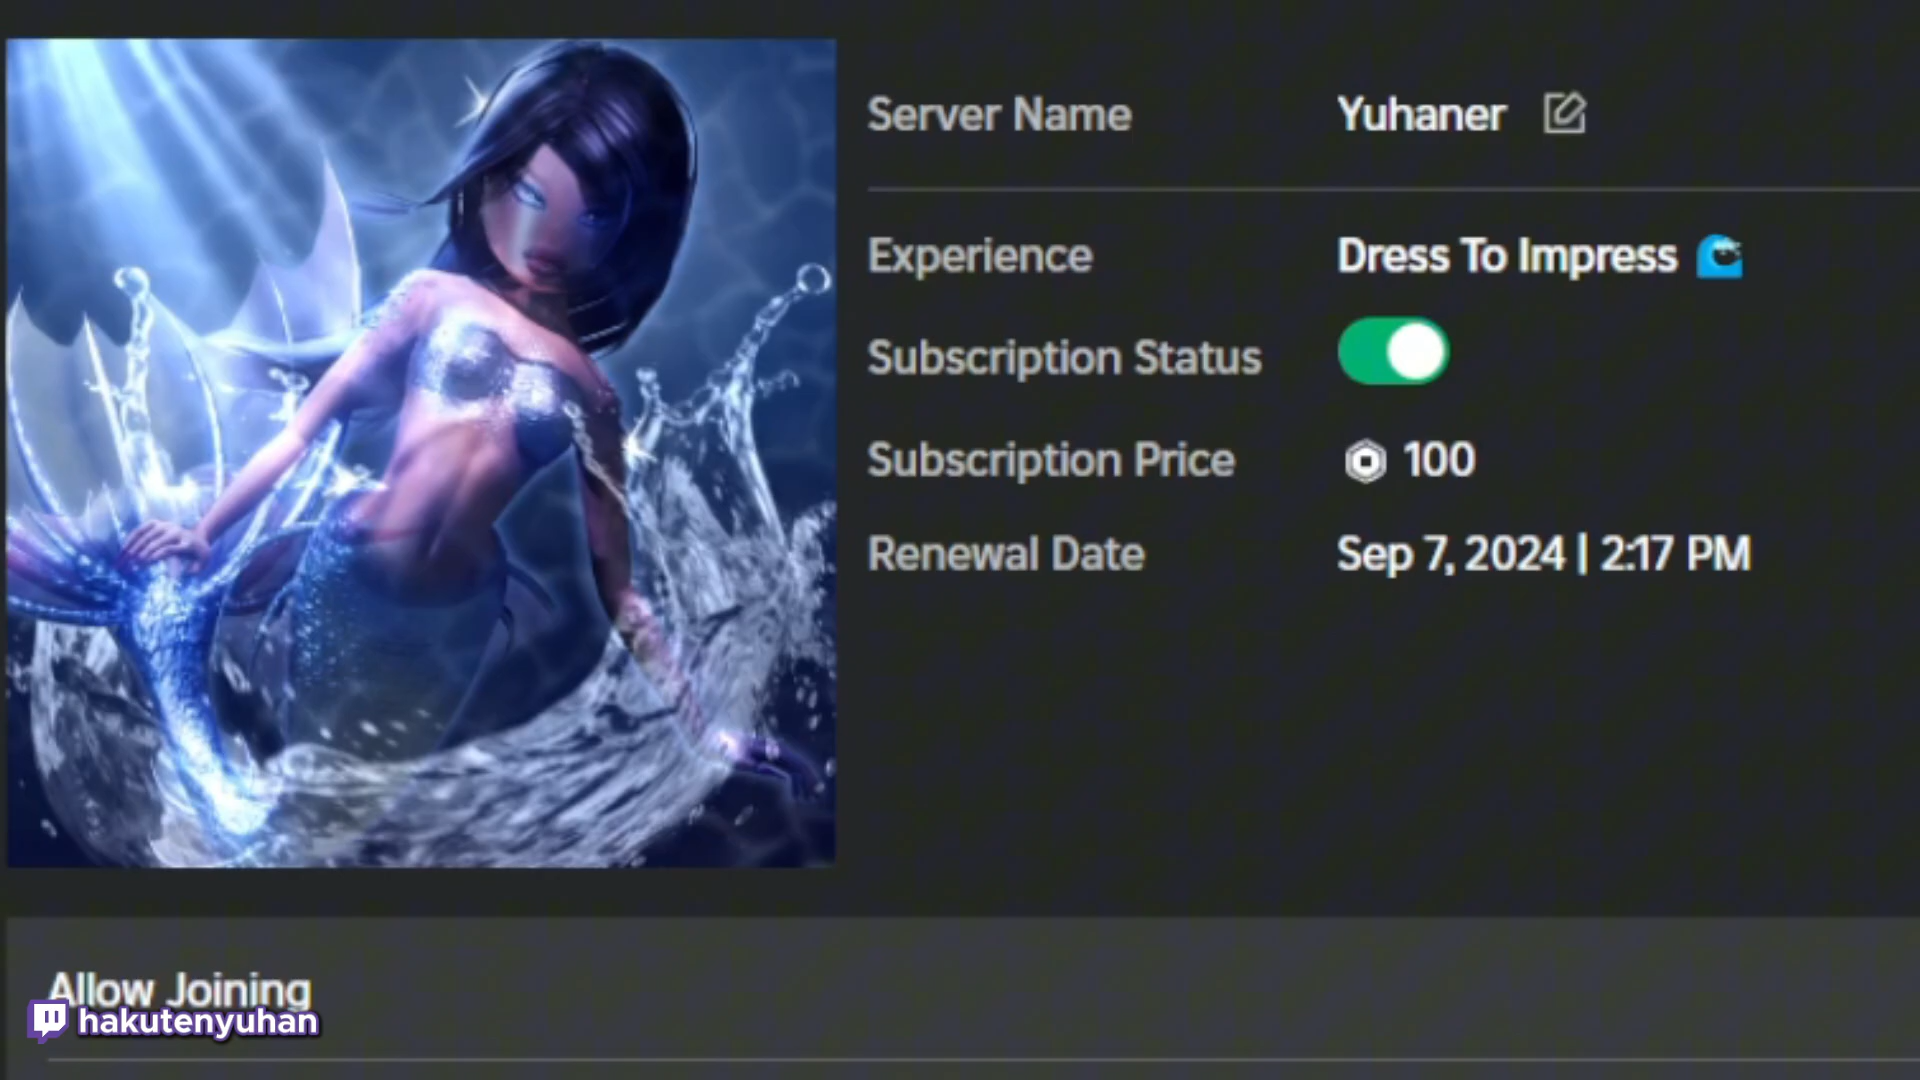 Server Name Yuhaner
Experience Dress To Impress 🌊
Subscription Status
Subscription Price 100
Renewal Date Sep 7, 2024 | 2:17 PM
Allow Joining
hakutenyuhan